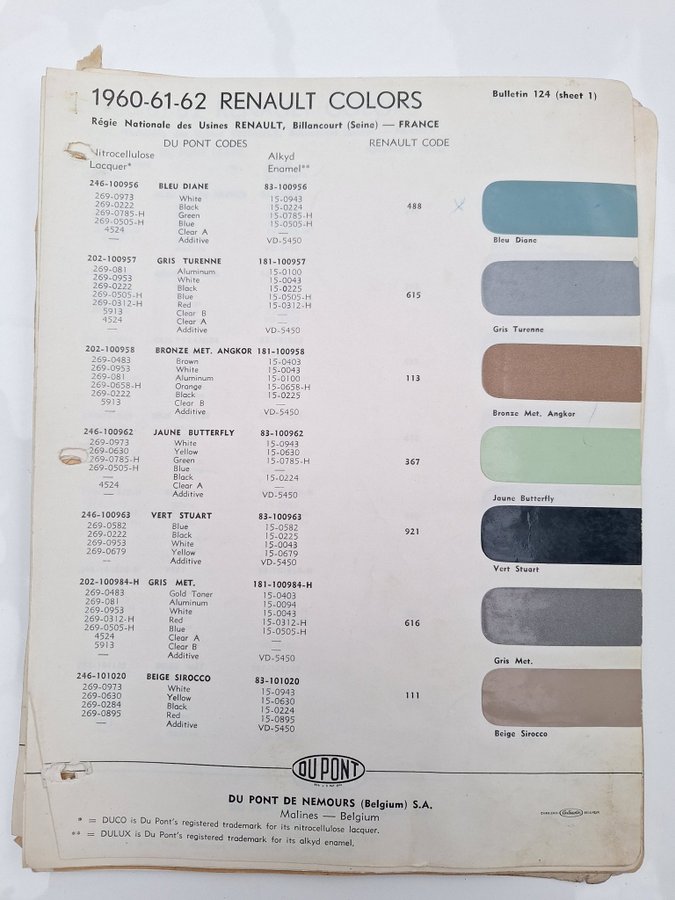 1960-61-62 RENAULT COLORS
Bulletin 124 (sheet 1)
Régie Nationale des Usines RENAULT, Billancourt (Seine) — FRANCE
DU PONT CODES RENAULT CODE
Nitrocellulose Lacquer* Alkyd Enamel**
246-100956 BLEU DIANE 83-100956
269-0973 White 15-0943
269-0222 Black 15-0224
269-0785-H Green 15-0785-H
269-0505-H Blue 15-0505-H
4524 Clear A —
— Additive VD-5450
488
Bleu Diane
202-100957 GRIS TURENNE 181-100957
269-081 Aluminum 15-0100
269-0953 White 15-0043
269-0222 Black 15-0225
269-0505-H Blue 15-0505-H
269-0312-H Red 15-0312-H
5913 Clear B —
4524 Clear A —
— Additive VD-5450
615
Gris Turenne
202-100958 BRONZE MET. ANGKOR 181-100958
269-0483 Brown 15-0403
269-0953 White 15-0043
269-081 Aluminum 15-0100
269-0658-H Orange 15-0658-H
269-0222 Black 15-0225
5913 Clear B —
— Additive VD-5450
113
Bronze Met. Angkor
246-100962 JAUNE BUTTERFLY 83-100962
269-0973 White 15-0943
269-0630 Yellow 15-0630
269-0785-H Green 15-0785-H
269-0505-H Blue —
— Black 15-0224
4524 Clear A —
— Additive VD-5450
367
Jaune Butterfly
246-100963 VERT STUART 83-100963
269-0582 Blue 15-0582
269-0222 Black 15-0225
269-0953 White 15-0043
269-0679 Yellow 15-0679
— Additive VD-5450
921
Vert Stuart
202-100984-H GRIS MET. 181-100984-H
269-0483 Gold Toner 15-0403
269-081 Aluminum 15-0094
269-0953 White 15-0043
269-0312-H Red 15-0312-H
269-0505-H Blue 15-0505-H
4524 Clear A —
5913 Clear B —
— Additive VD-5450
616
Gris Met.
246-101020 BEIGE SIROCCO 83-101020
269-0973 White 15-0943
269-0630 Yellow 15-0630
269-0284 Black 15-0224
269-0895 Red 15-0895
— Additive VD-5450
111
Beige Sirocco
DU PONT
DU PONT DE NEMOURS (Belgium) S.A.
Malines — Belgium
* = DUCO is Du Pont's registered trademark for its nitrocellulose lacquer.
** = DULUX is Du Pont's registered trademark for its alkyd enamel.